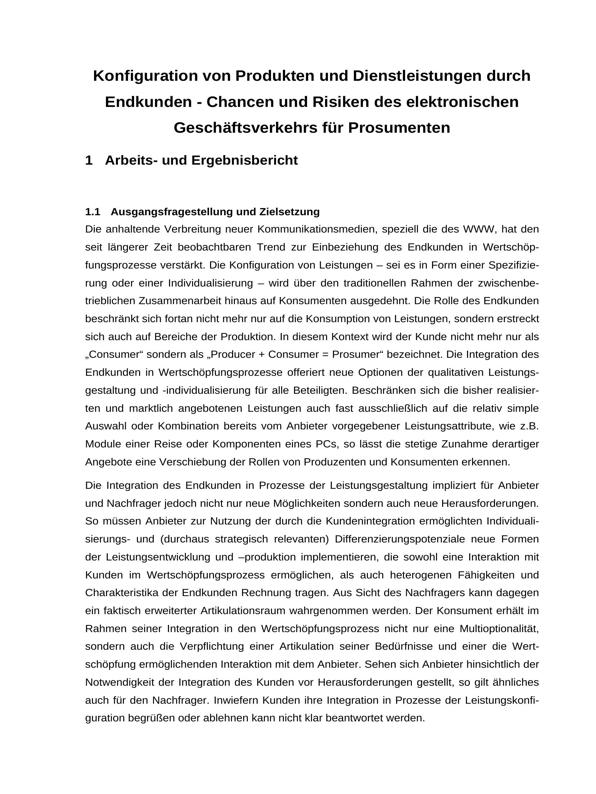 Konfiguration von Produkten und Dienstleistungen durch
Endkunden - Chancen und Risiken des elektronischen
Geschäftsverkehrs für Prosumenten
1 Arbeits- und Ergebnisbericht
1.1 Ausgangsfragestellung und Zielsetzung
Die anhaltende Verbreitung neuer Kommunikationsmedien, speziell die des WWW, hat den
seit längerer Zeit beobachtbaren Trend zur Einbeziehung des Endkunden in Wertschöp-
fungsprozesse verstärkt. Die Konfiguration von Leistungen – sei es in Form einer Spezifizie-
rung oder einer Individualisierung – wird über den traditionellen Rahmen der zwischenbe-
trieblichen Zusammenarbeit hinaus auf Konsumenten ausgedehnt. Die Rolle des Endkunden
beschränkt sich fortan nicht mehr nur auf die Konsumption von Leistungen, sondern erstreckt
sich auch auf Bereiche der Produktion. In diesem Kontext wird der Kunde nicht mehr nur als
„Consumer“ sondern als „Producer + Consumer = Prosumer“ bezeichnet. Die Integration des
Endkunden in Wertschöpfungsprozesse offeriert neue Optionen der qualitativen Leistungs-
gestaltung und -individualisierung für alle Beteiligten. Beschränken sich die bisher realisier-
ten und marktlich angebotenen Leistungen auch fast ausschließlich auf die relativ simple
Auswahl oder Kombination bereits vom Anbieter vorgegebener Leistungsattribute, wie z.B.
Module einer Reise oder Komponenten eines PCs, so lässt die stetige Zunahme derartiger
Angebote eine Verschiebung der Rollen von Produzenten und Konsumenten erkennen.
Die Integration des Endkunden in Prozesse der Leistungsgestaltung impliziert für Anbieter
und Nachfrager jedoch nicht nur neue Möglichkeiten sondern auch neue Herausforderungen.
So müssen Anbieter zur Nutzung der durch die Kundenintegration ermöglichten Individuali-
sierungs- und (durchaus strategisch relevanten) Differenzierungspotenziale neue Formen
der Leistungsentwicklung und –produktion implementieren, die sowohl eine Interaktion mit
Kunden im Wertschöpfungsprozess ermöglichen, als auch heterogenen Fähigkeiten und
Charakteristika der Endkunden Rechnung tragen. Aus Sicht des Nachfragers kann dagegen
ein faktisch erweiterter Artikulationsraum wahrgenommen werden. Der Konsument erhält im
Rahmen seiner Integration in den Wertschöpfungsprozess nicht nur eine Multioptionalität,
sondern auch die Verpflichtung einer Artikulation seiner Bedürfnisse und einer die Wert-
schöpfung ermöglichenden Interaktion mit dem Anbieter. Sehen sich Anbieter hinsichtlich der
Notwendigkeit der Integration des Kunden vor Herausforderungen gestellt, so gilt ähnliches
auch für den Nachfrager. Inwiefern Kunden ihre Integration in Prozesse der Leistungskonfi-
guration begrüßen oder ablehnen kann nicht klar beantwortet werden.